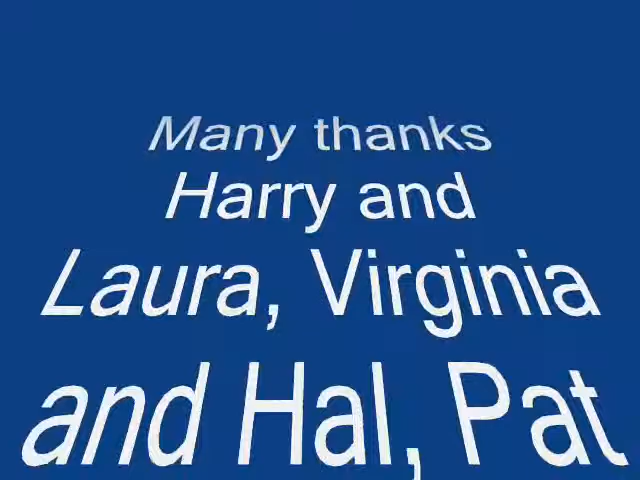 Many thanks
Harry and
Laura, Virginia
and Hal, Pat